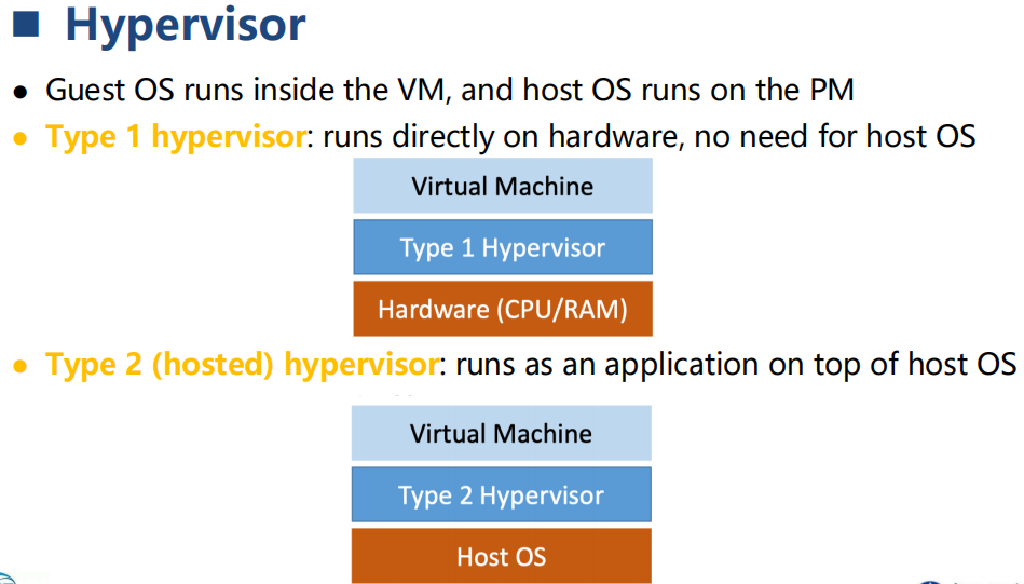 ■ Hypervisor
● Guest OS runs inside the VM, and host OS runs on the PM
● Type 1 hypervisor: runs directly on hardware, no need for host OS
Virtual Machine
Type 1 Hypervisor
Hardware (CPU/RAM)
● Type 2 (hosted) hypervisor: runs as an application on top of host OS
Virtual Machine
Type 2 Hypervisor
Host OS